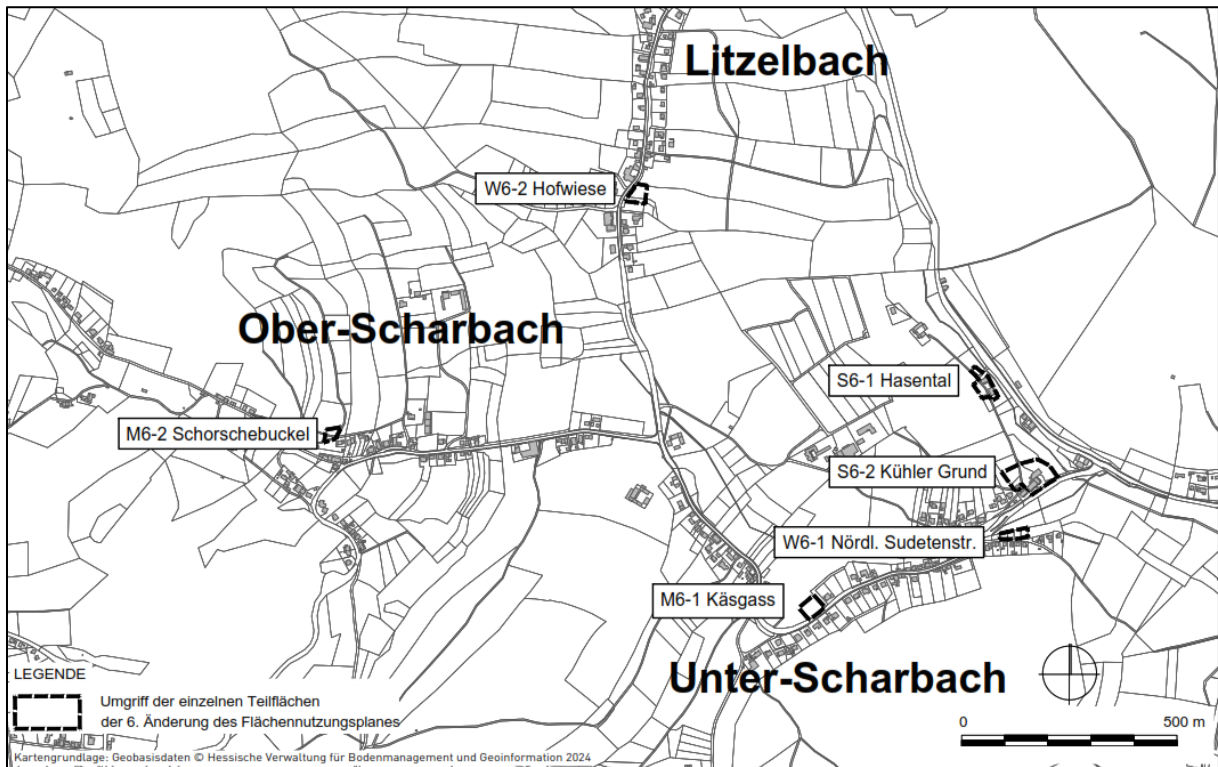 Litzelbach
W6-2 Hofwiese
Ober-Scharbach
S6-1 Hasental
M6-2 Schorschebuckel
S6-2 Kühler Grund
W6-1 Nördl. Sudetenstr.
M6-1 Käsgass
Unter-Scharbach
LEGENDE
Umgriff der einzelnen Teilflächen
der 6. Änderung des Flächennutzungsplanes
0 500 m
Kartengrundlage: Geobasisdaten © Hessische Verwaltung für Bodenmanagement und Geoinformation 2024